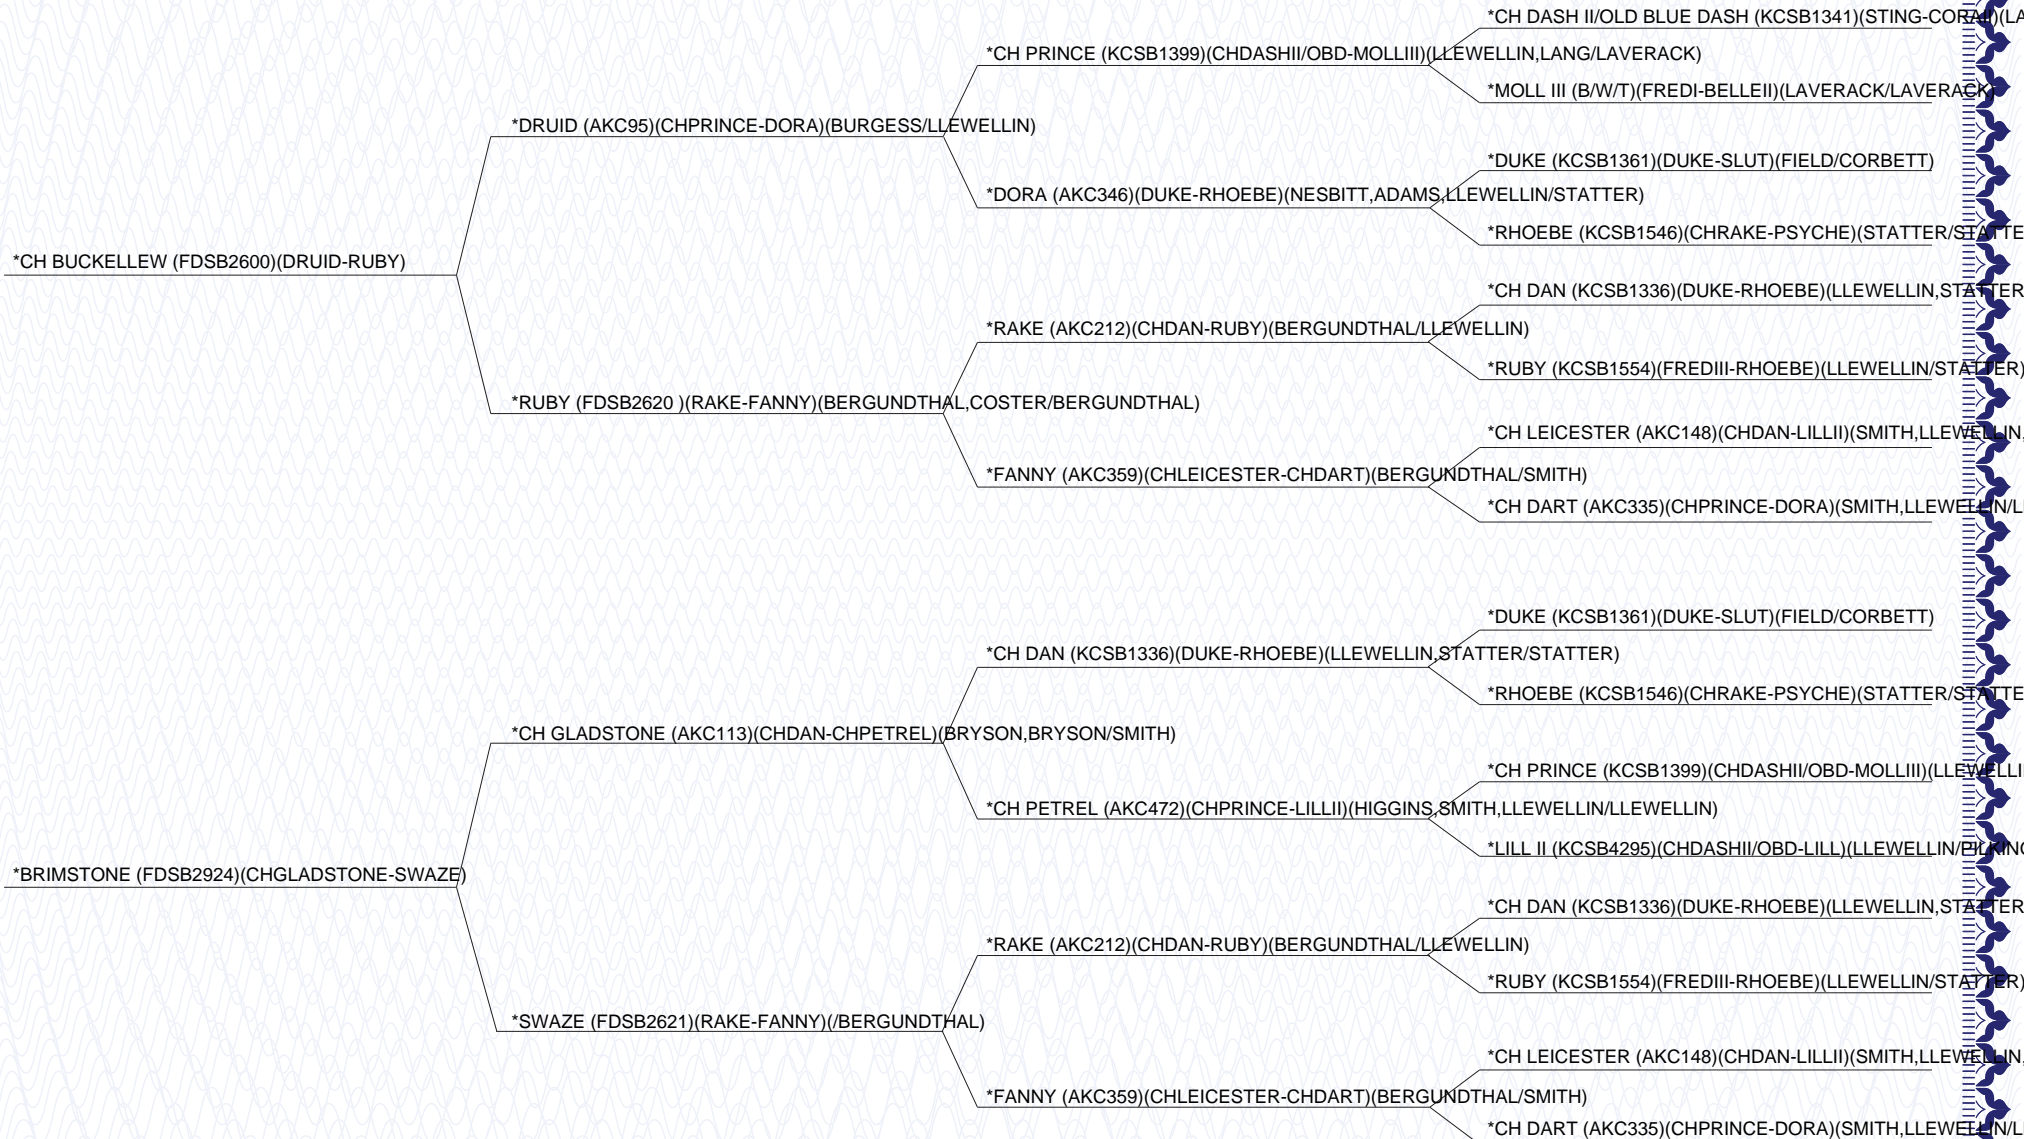 *CH DASH II/OLD BLUE DASH (KCSB1341)(STING-CORAII)(LA
*CH PRINCE (KCSB1399)(CHDASHII/OBD-MOLLIII)(LLEWELLIN,LANG/LAVERACK)
*MOLL III (B/W/T)(FREDI-BELLEII)(LAVERACK/LAVERACK)
*DRUID (AKC95)(CHPRINCE-DORA)(BURGESS/LLEWELLIN)
*DUKE (KCSB1361)(DUKE-SLUT)(FIELD/CORBETT)
*DORA (AKC346)(DUKE-RHOEBE)(NESBITT,ADAMS,LLEWELLIN/STATTER)
*RHOEBE (KCSB1546)(CHRAKE-PSYCHE)(STATTER/STATTE
*CH BUCKELLEW (FDSB2600)(DRUID-RUBY)
*CH DAN (KCSB1336)(DUKE-RHOEBE)(LLEWELLIN,STATTER
*RAKE (AKC212)(CHDAN-RUBY)(BERGUNDTHAL/LLEWELLIN)
*RUBY (KCSB1554)(FREDIII-RHOEBE)(LLEWELLIN/STATTER)
*RUBY (FDSB2620 )(RAKE-FANNY)(BERGUNDTHAL,COSTER/BERGUNDTHAL)
*CH LEICESTER (AKC148)(CHDAN-LILLII)(SMITH,LLEWELLIN,
*FANNY (AKC359)(CHLEICESTER-CHDART)(BERGUNDTHAL/SMITH)
*CH DART (AKC335)(CHPRINCE-DORA)(SMITH,LLEWELLIN/LL
*DUKE (KCSB1361)(DUKE-SLUT)(FIELD/CORBETT)
*CH DAN (KCSB1336)(DUKE-RHOEBE)(LLEWELLIN,STATTER/STATTER)
*RHOEBE (KCSB1546)(CHRAKE-PSYCHE)(STATTER/STATTE
*CH GLADSTONE (AKC113)(CHDAN-CHPETREL)(BRYSON,BRYSON/SMITH)
*CH PRINCE (KCSB1399)(CHDASHII/OBD-MOLLIII)(LLEWELLI
*CH PETREL (AKC472)(CHPRINCE-LILLII)(HIGGINS,SMITH,LLEWELLIN/LLEWELLIN)
*LILL II (KCSB4295)(CHDASHII/OBD-LILL)(LLEWELLIN/PILKING
*BRIMSTONE (FDSB2924)(CHGLADSTONE-SWAZE)
*CH DAN (KCSB1336)(DUKE-RHOEBE)(LLEWELLIN,STATTER
*RAKE (AKC212)(CHDAN-RUBY)(BERGUNDTHAL/LLEWELLIN)
*RUBY (KCSB1554)(FREDIII-RHOEBE)(LLEWELLIN/STATTER)
*SWAZE (FDSB2621)(RAKE-FANNY)(/BERGUNDTHAL)
*CH LEICESTER (AKC148)(CHDAN-LILLII)(SMITH,LLEWELLIN,
*FANNY (AKC359)(CHLEICESTER-CHDART)(BERGUNDTHAL/SMITH)
*CH DART (AKC335)(CHPRINCE-DORA)(SMITH,LLEWELLIN/LL